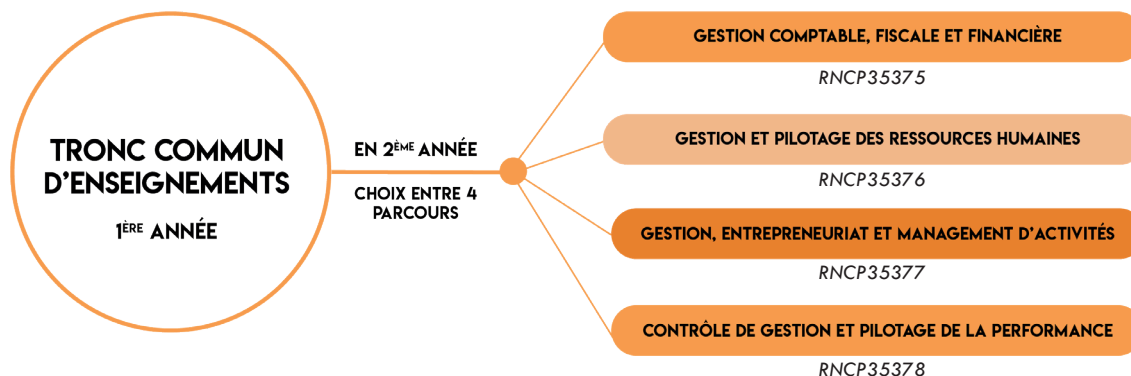 TRONC COMMUN
D'ENSEIGNEMENTS
1ÈRE ANNÉE
EN 2ÈME ANNÉE
CHOIX ENTRE 4
PARCOURS
GESTION COMPTABLE, FISCALE ET FINANCIÈRE
RNCP35375
GESTION ET PILOTAGE DES RESSOURCES HUMAINES
RNCP35376
GESTION, ENTREPRENEURIAT ET MANAGEMENT D'ACTIVITÉS
RNCP35377
CONTRÔLE DE GESTION ET PILOTAGE DE LA PERFORMANCE
RNCP35378